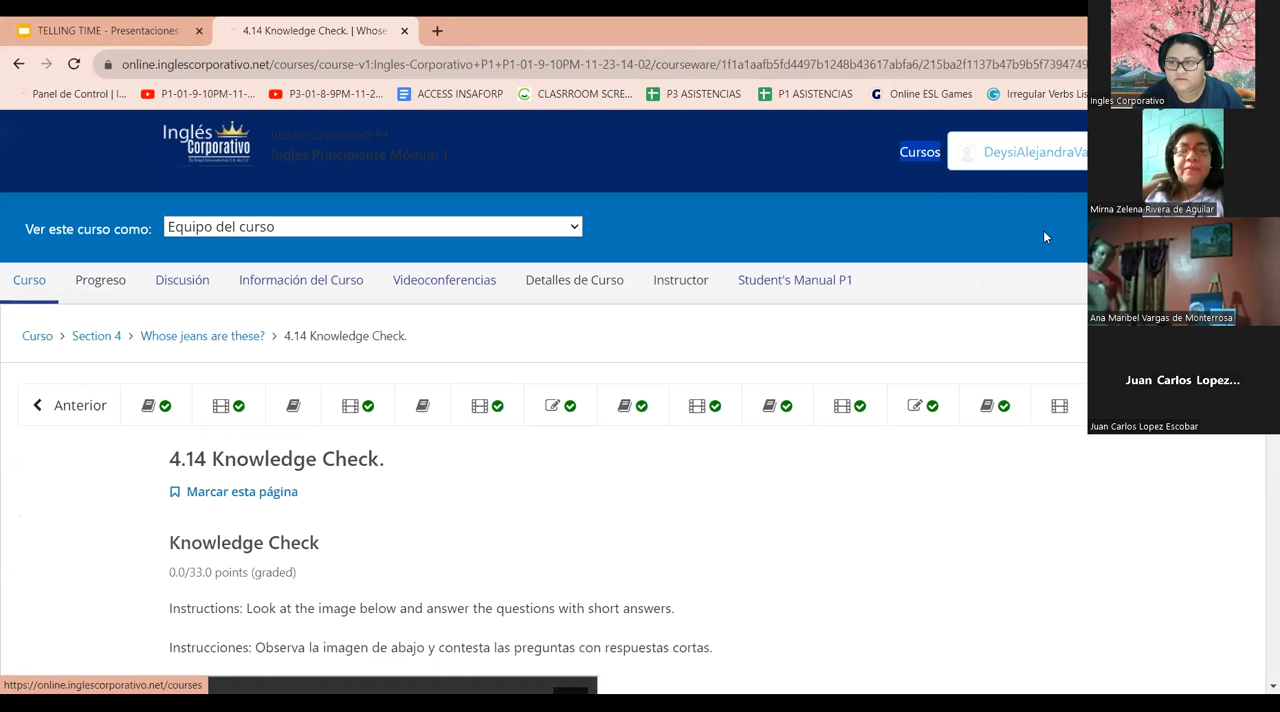 TELLING TIME - Presentaciones
4.14 Knowledge Check. | Whose
online.inglescorporativo.net/courses/course-v1:Ingles-Corporativo+P1+P1-01-9-10PM-11-23-14-02/courseware/1f1a1aafb5fd4497b1248b43617abfa6/215ba2f1137b47b9b5f7394749
Panel de Control | I...
P1-01-9-10PM-11-...
P3-01-8-9PM-11-2...
ACCESS INSAFORP
CLASRROOM SCRE...
P3 ASISTENCIAS
P1 ASISTENCIAS
Online ESL Games
Irregular Verbs Lis
Inglés
Corporativo
Ingles-Corporativo P1
Inglés Principiante Módulo 1
Cursos
DeysiAlejandraVa
Ver este curso como:
Equipo del curso
Curso
Progreso
Discusión
Información del Curso
Videoconferencias
Detalles de Curso
Instructor
Student's Manual P1
Curso > Section 4 > Whose jeans are these? > 4.14 Knowledge Check.
Anterior
4.14 Knowledge Check.
Marcar esta página
Knowledge Check
0.0/33.0 points (graded)
Instructions: Look at the image below and answer the questions with short answers.
Instrucciones: Observa la imagen de abajo y contesta las preguntas con respuestas cortas.
https://online.inglescorporativo.net/courses
Ingles Corporativo
Mirna Zelena Rivera de Aguilar
Ana Maribel Vargas de Monterrosa
Juan Carlos Lopez...
Juan Carlos Lopez Escobar